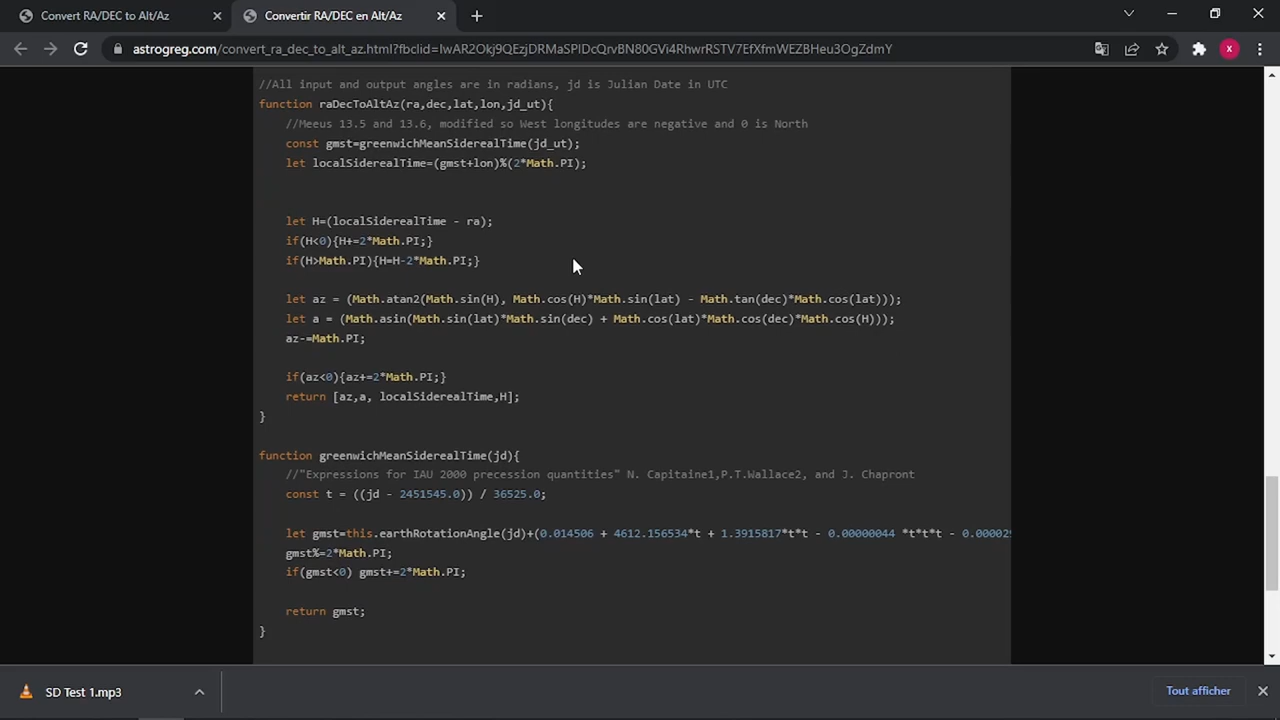 Convert RA/DEC to Alt/Az
Convertir RA/DEC en Alt/Az
astrogreg.com/convert_ra_dec_to_alt_az.html?fbclid=IwAR2Okj9QEzjDRMaSPIDcQrvBN80GVi4RhwrRSTV7EfXfmWEZBHeu3OgZdmY
X
//All input and output angles are in radians, jd is Julian Date in UTC
function raDecToAltAz(ra,dec,lat,lon,jd_ut){
//Meeus 13.5 and 13.6, modified so West longitudes are negative and 0 is North
const gmst=greenwichMeanSiderealTime(jd_ut);
let localSiderealTime=(gmst+lon)%(2*Math.PI);
let H=(localSiderealTime - ra);
if(H<0){H+=2*Math.PI;}
if(H>Math.PI){H=H-2*Math.PI;}
let az = (Math.atan2(Math.sin(H), Math.cos(H)*Math.sin(lat) - Math.tan(dec)*Math.cos(lat)));
let a = (Math.asin(Math.sin(lat)*Math.sin(dec) + Math.cos(lat)*Math.cos(dec)*Math.cos(H)));
az-=Math.PI;
if(az<0){az+=2*Math.PI;}
return [az,a, localSiderealTime,H];
}
function greenwichMeanSiderealTime(jd){
//"Expressions for IAU 2000 precession quantities" N. Capitaine1,P.T.Wallace2, and J. Chapront
const t = ((jd - 2451545.0)) / 36525.0;
let gmst=this.earthRotationAngle(jd)+(0.014506 + 4612.156534*t + 1.3915817*t*t - 0.00000044 *t*t*t - 0.000029
gmst%=2*Math.PI;
if(gmst<0) gmst+=2*Math.PI;
return gmst;
}
SD Test 1.mp3
Tout afficher